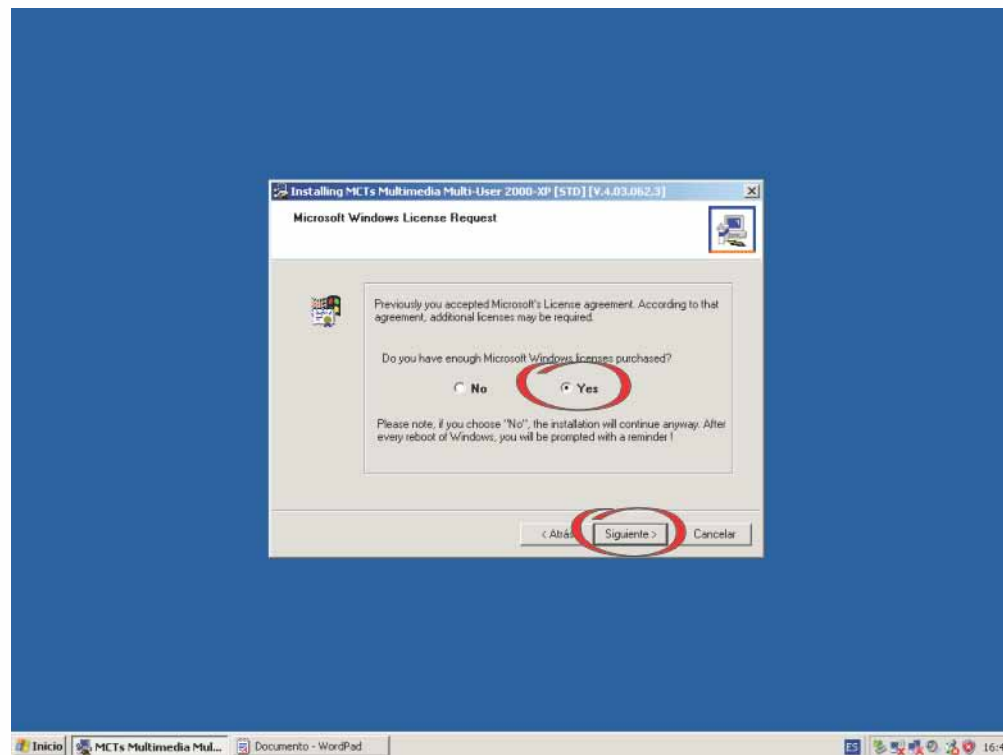 Installing MCTs Multimedia Multi-User 2000-XP [STD] [V.4.03.062.3]
Microsoft Windows License Request
Previously you accepted Microsoft's License agreement. According to that
agreement, additional licenses may be required.
Do you have enough Microsoft Windows licenses purchased?
No Yes
Please note, if you choose "No", the installation will continue anyway. After
every reboot of Windows, you will be prompted with a reminder !
< Atrás Siguiente > Cancelar
Inicio MCTs Multimedia Mul... Documento - WordPad ES